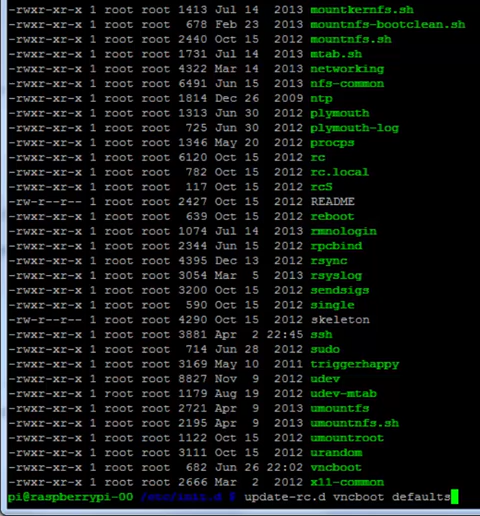 -rwxr-xr-x 1 root root 1413 Jul 14 2013 mountkernfs.sh
-rwxr-xr-x 1 root root 678 Feb 23 2013 mountnfs-bootclean.sh
-rwxr-xr-x 1 root root 2440 Oct 15 2012 mountnfs.sh
-rwxr-xr-x 1 root root 1731 Jul 14 2013 mtab.sh
-rwxr-xr-x 1 root root 4322 Mar 14 2013 networking
-rwxr-xr-x 1 root root 6491 Jun 15 2013 nfs-common
-rwxr-xr-x 1 root root 1814 Dec 26 2009 ntp
-rwxr-xr-x 1 root root 1313 Jun 30 2012 plymouth
-rwxr-xr-x 1 root root 725 Jun 30 2012 plymouth-log
-rwxr-xr-x 1 root root 1346 May 20 2012 procps
-rwxr-xr-x 1 root root 6120 Oct 15 2012 rc
-rwxr-xr-x 1 root root 782 Oct 15 2012 rc.local
-rwxr-xr-x 1 root root 117 Oct 15 2012 rcS
-rw-r--r-- 1 root root 2427 Oct 15 2012 README
-rwxr-xr-x 1 root root 639 Oct 15 2012 reboot
-rwxr-xr-x 1 root root 1074 Jul 14 2013 rmnologin
-rwxr-xr-x 1 root root 2344 Jun 15 2012 rpcbind
-rwxr-xr-x 1 root root 4395 Dec 13 2012 rsync
-rwxr-xr-x 1 root root 3054 Mar 5 2013 rsyslog
-rwxr-xr-x 1 root root 3200 Oct 15 2012 sendsigs
-rwxr-xr-x 1 root root 590 Oct 15 2012 single
-rw-r--r-- 1 root root 4290 Oct 15 2012 skeleton
-rwxr-xr-x 1 root root 3881 Apr 2 22:45 ssh
-rwxr-xr-x 1 root root 714 Jun 28 2012 sudo
-rwxr-xr-x 1 root root 3169 May 10 2011 triggerhappy
-rwxr-xr-x 1 root root 8827 Nov 9 2012 udev
-rwxr-xr-x 1 root root 1179 Aug 19 2012 udev-mtab
-rwxr-xr-x 1 root root 2721 Apr 9 2013 umountfs
-rwxr-xr-x 1 root root 2195 Apr 9 2013 umountnfs.sh
-rwxr-xr-x 1 root root 1122 Oct 15 2012 umountroot
-rwxr-xr-x 1 root root 3111 Oct 15 2012 urandom
-rwxr-xr-x 1 root root 682 Jun 26 22:02 vncboot
-rwxr-xr-x 1 root root 2666 Mar 2 2012 x11-common
pi@raspberrypi-00 /etc/init.d $ update-rc.d vncboot defaults